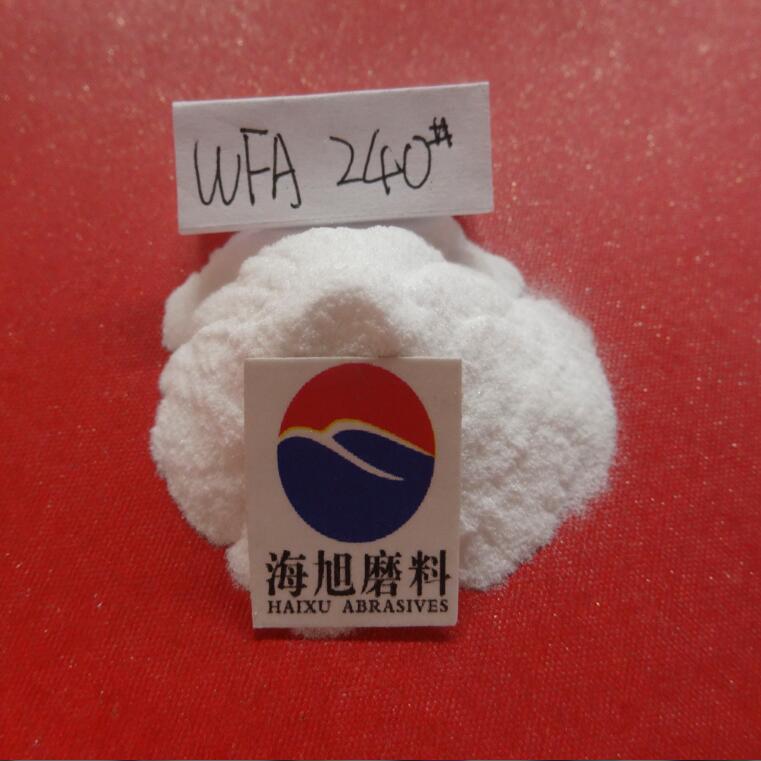 WFA 240#
海旭磨料
HAIXU ABRASIVES